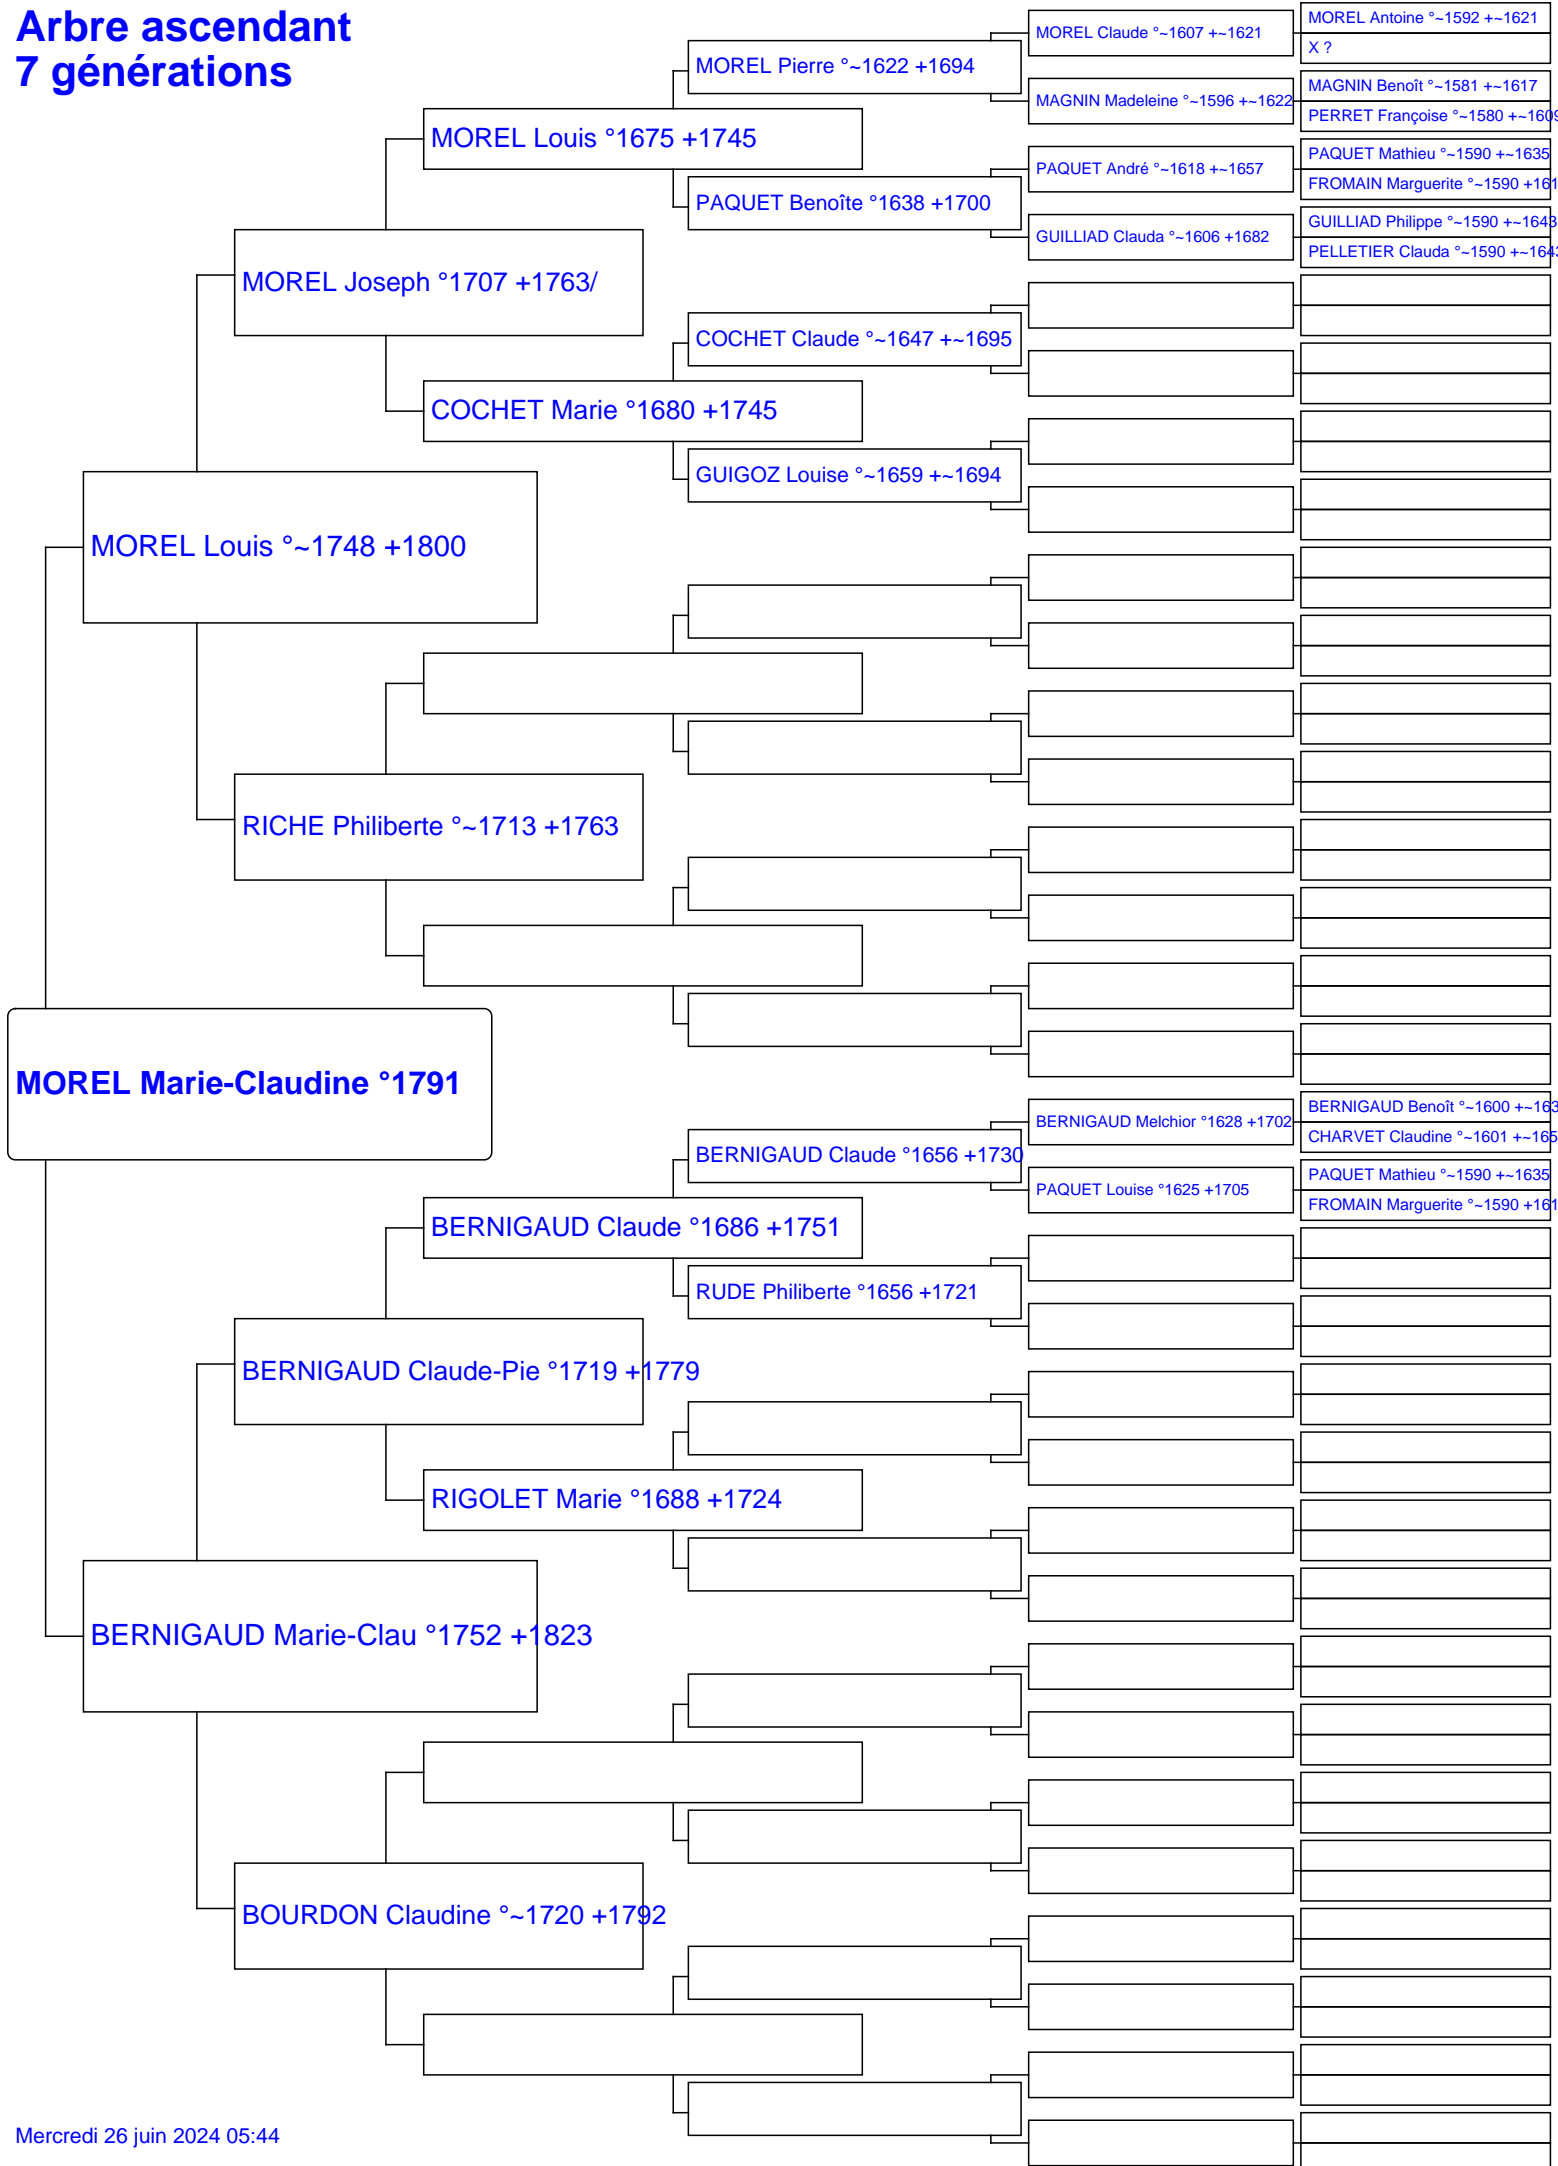 Arbre ascendant
7 générations
MOREL Antoine °~1592 +~1621
MOREL Claude °~1607 +~1621
X ?
MOREL Pierre °~1622 +1694
MAGNIN Benoît °~1581 +~1617
MAGNIN Madeleine °~1596 +~1622
PERRET Françoise °~1580 +~1609
MOREL Louis °1675 +1745
PAQUET Mathieu °~1590 +~1635
PAQUET André °~1618 +~1657
FROMAIN Marguerite °~1590 +161
PAQUET Benoîte °1638 +1700
GUILLIAD Philippe °~1590 +~1643
GUILLIAD Clauda °~1606 +1682
PELLETIER Clauda °~1590 +~1643
MOREL Joseph °1707 +1763/
COCHET Claude °~1647 +~1695
COCHET Marie °1680 +1745
GUIGOZ Louise °~1659 +~1694
MOREL Louis °~1748 +1800
RICHE Philiberte °~1713 +1763
MOREL Marie-Claudine °1791
BERNIGAUD Benoît °~1600 +~163
BERNIGAUD Melchior °1628 +1702
CHARVET Claudine °~1601 +~165
BERNIGAUD Claude °1656 +1730
PAQUET Mathieu °~1590 +~1635
PAQUET Louise °1625 +1705
FROMAIN Marguerite °~1590 +161
BERNIGAUD Claude °1686 +1751
RUDE Philiberte °1656 +1721
BERNIGAUD Claude-Pie °1719 +1779
RIGOLET Marie °1688 +1724
BERNIGAUD Marie-Clau °1752 +1823
BOURDON Claudine °~1720 +1792
Mercredi 26 juin 2024 05:44